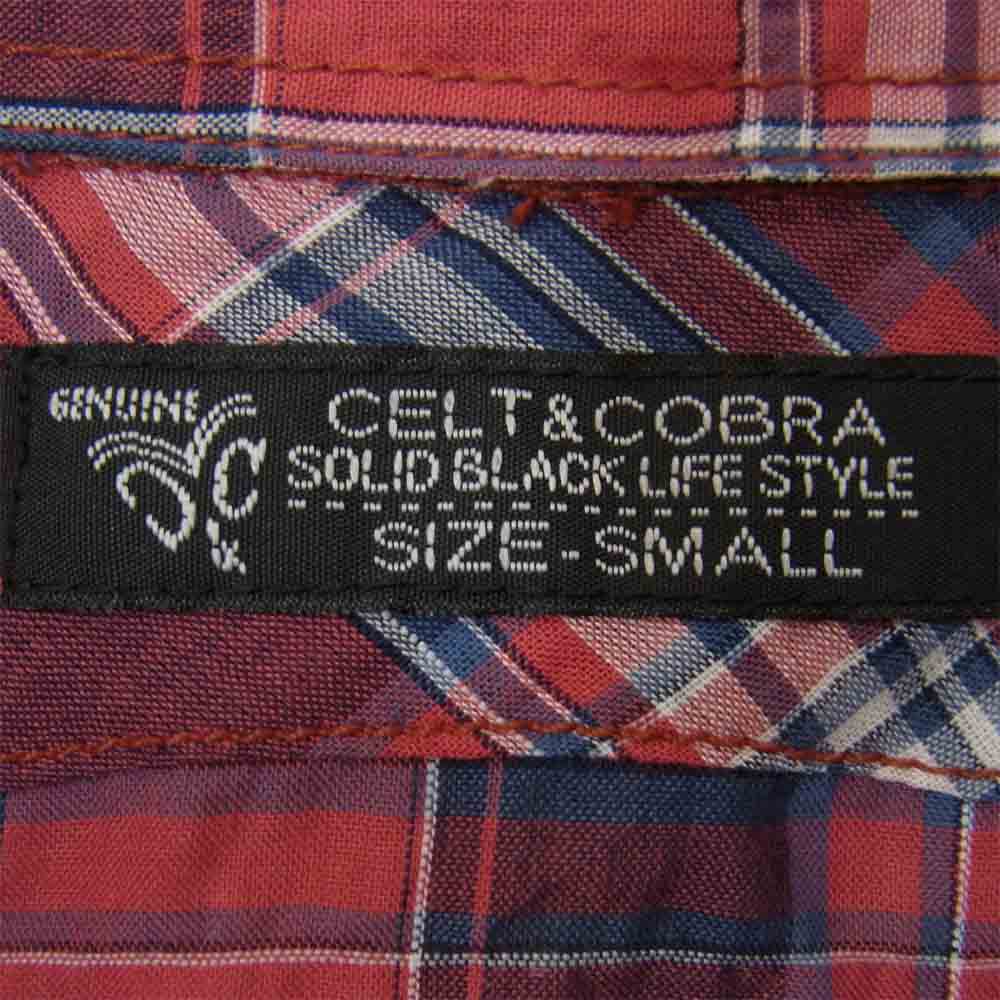 GENUINE
CELT&COBRA
SOLID BLACK LIFE STYLE
SIZE-SMALL